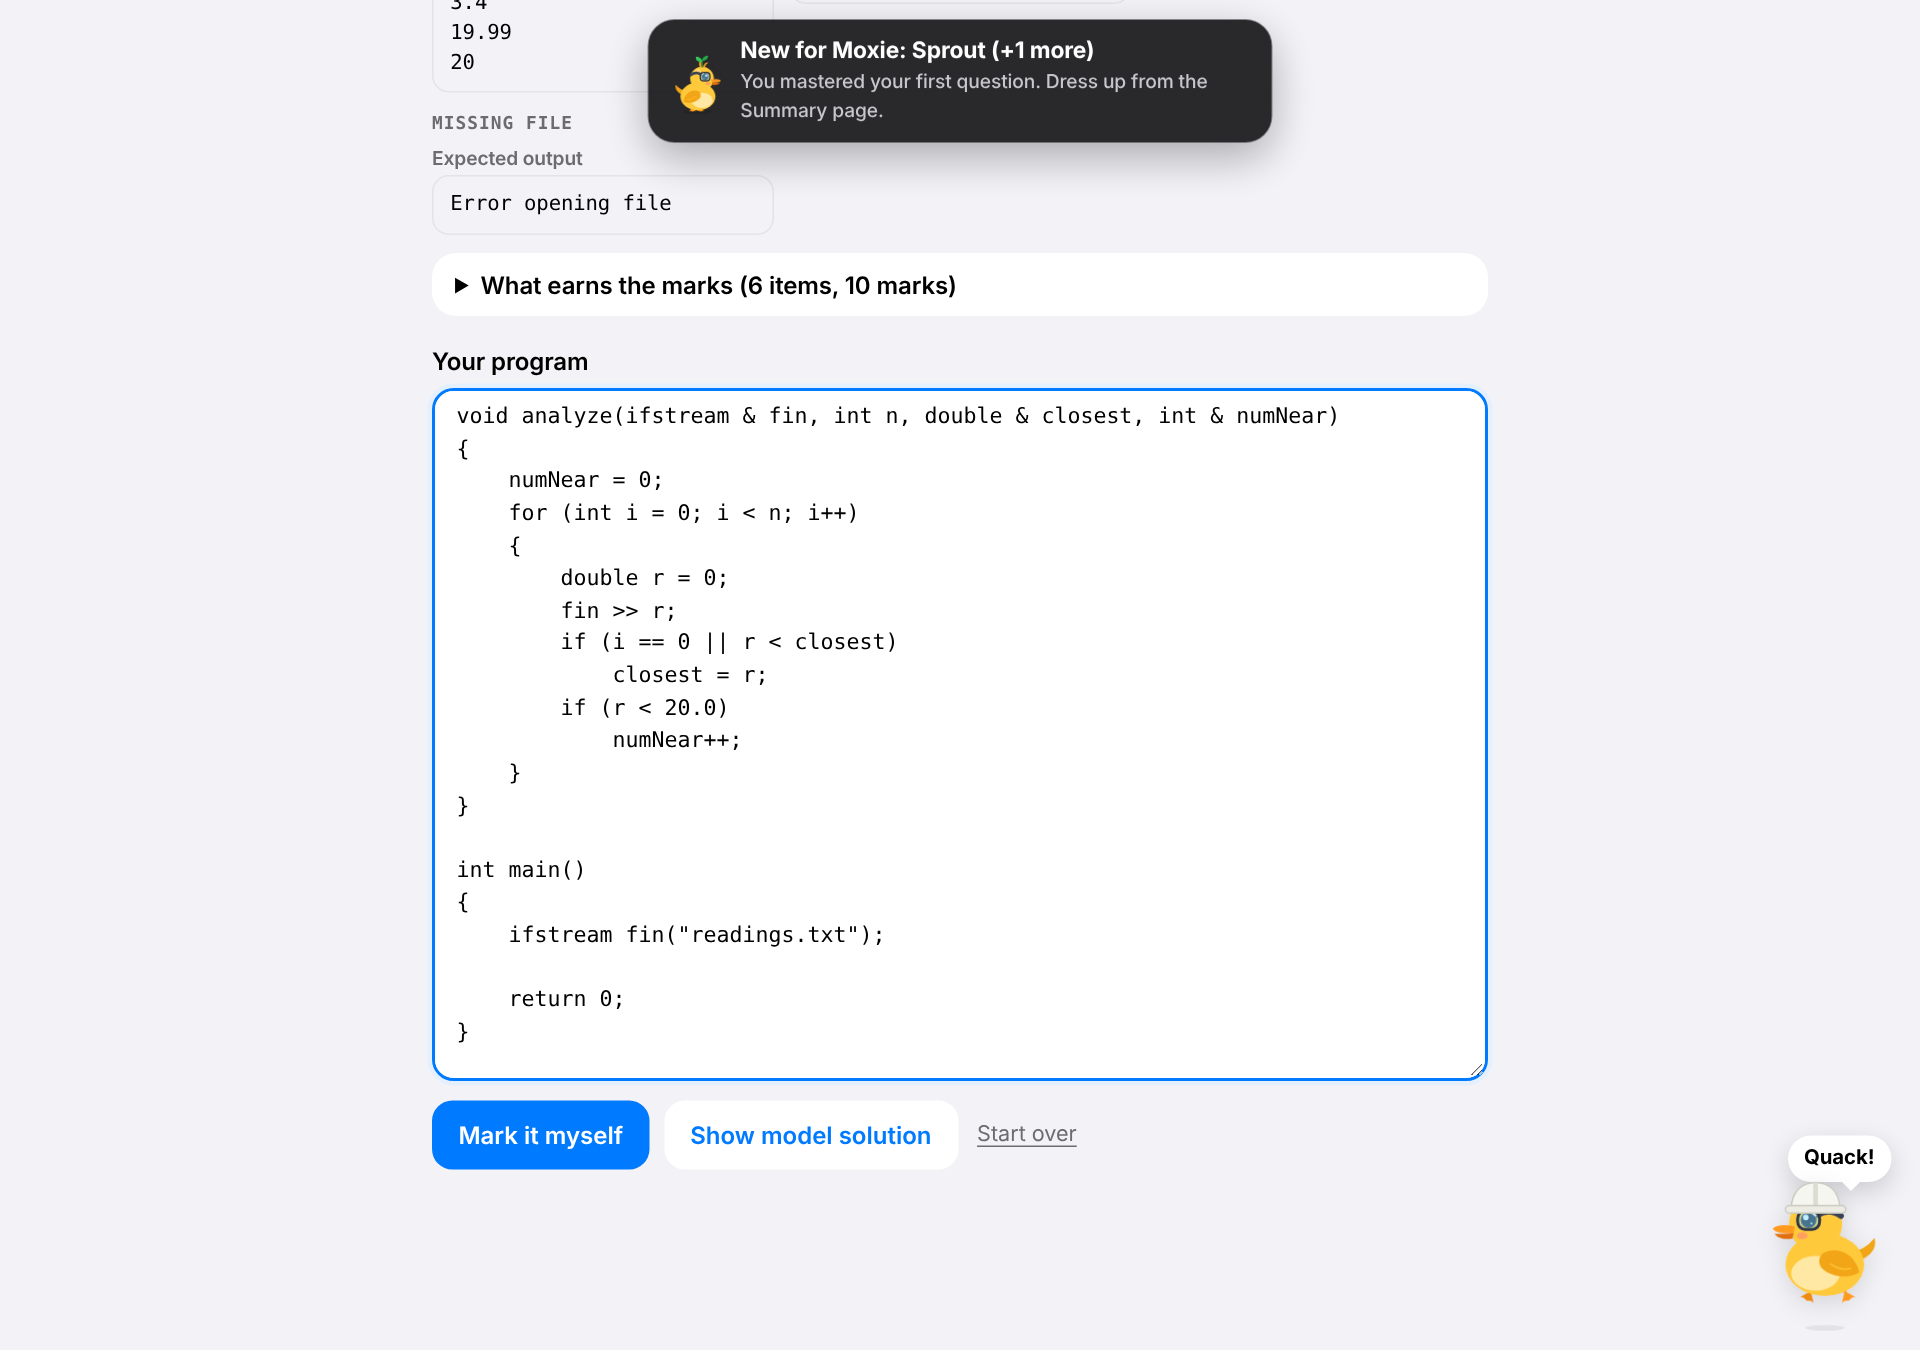 3.4
19.99
20
New for Moxie: Sprout (+1 more)
You mastered your first question. Dress up from the
Summary page.
MISSING FILE
Expected output
Error opening file
▶ What earns the marks (6 items, 10 marks)
Your program
void analyze(ifstream & fin, int n, double & closest, int & numNear)
{
    numNear = 0;
    for (int i = 0; i < n; i++)
    {
        double r = 0;
        fin >> r;
        if (i == 0 || r < closest)
            closest = r;
        if (r < 20.0)
            numNear++;
    }
}

int main()
{
    ifstream fin("readings.txt");

    return 0;
}
Mark it myself
Show model solution
Start over
Quack!